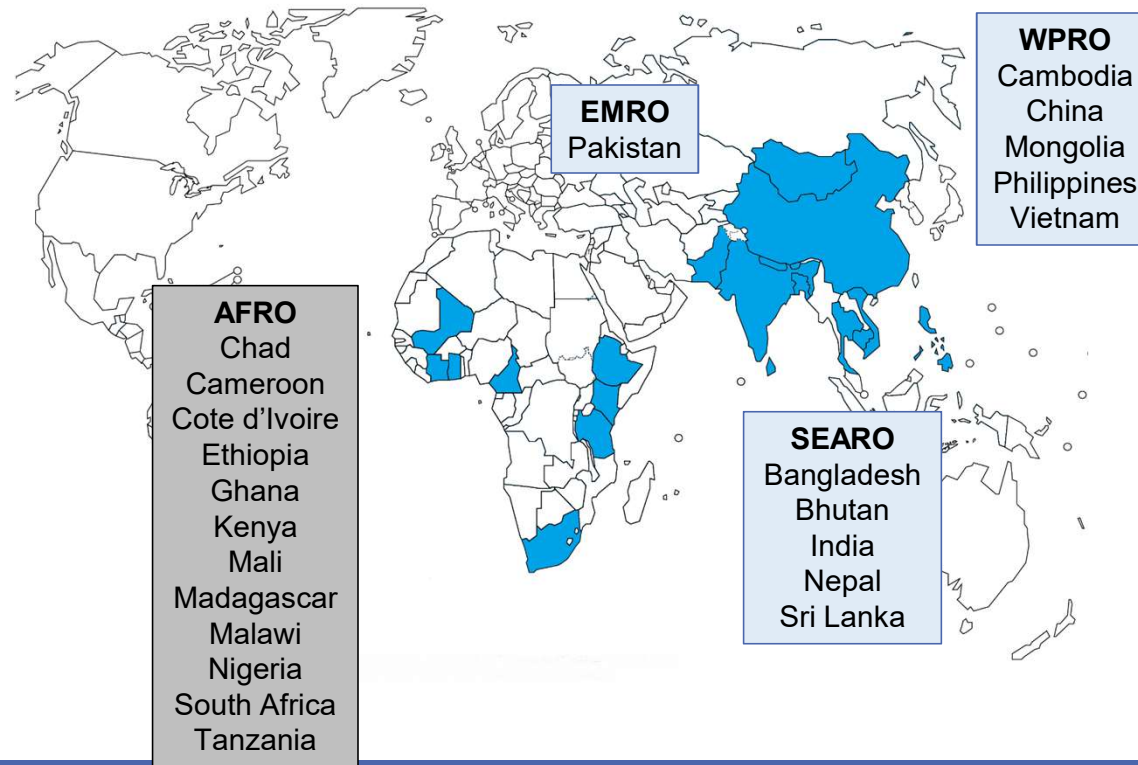 WPRO
Cambodia
China
Mongolia
Philippines
Vietnam
EMRO
Pakistan
AFRO
Chad
Cameroon
Cote d’Ivoire
Ethiopia
Ghana
Kenya
Mali
Madagascar
Malawi
Nigeria
South Africa
Tanzania
SEARO
Bangladesh
Bhutan
India
Nepal
Sri Lanka